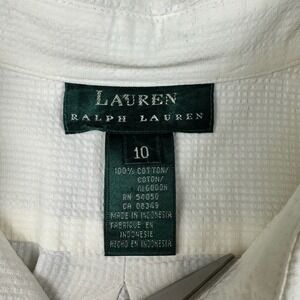 LAUREN
RALPH LAUREN
10
100% COTTON/
COTON/
ALGODON
RN 54050
CA 08349
MADE IN INDONESIA
FABRIQUE EN
INDONESIE
HECHO EN INDONESIA